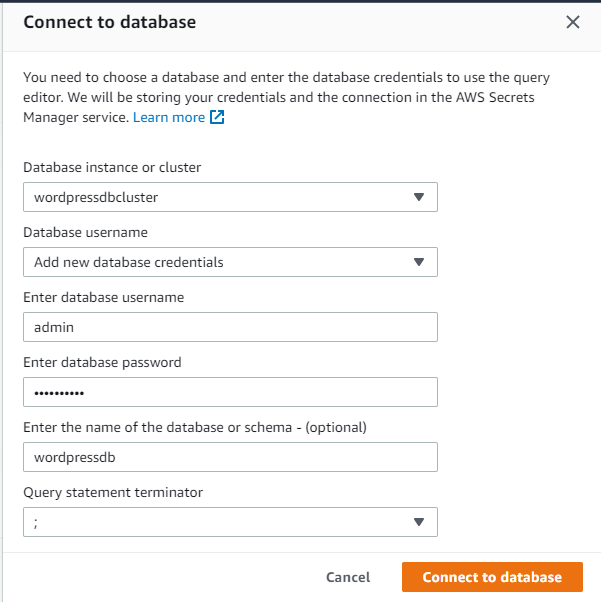 Connect to database
You need to choose a database and enter the database credentials to use the query
editor. We will be storing your credentials and the connection in the AWS Secrets
Manager service. Learn more
Database instance or cluster
wordpressdbcluster
Database username
Add new database credentials
Enter database username
admin
Enter database password
••••••••••
Enter the name of the database or schema - (optional)
wordpressdb
Query statement terminator
;
Cancel
Connect to database